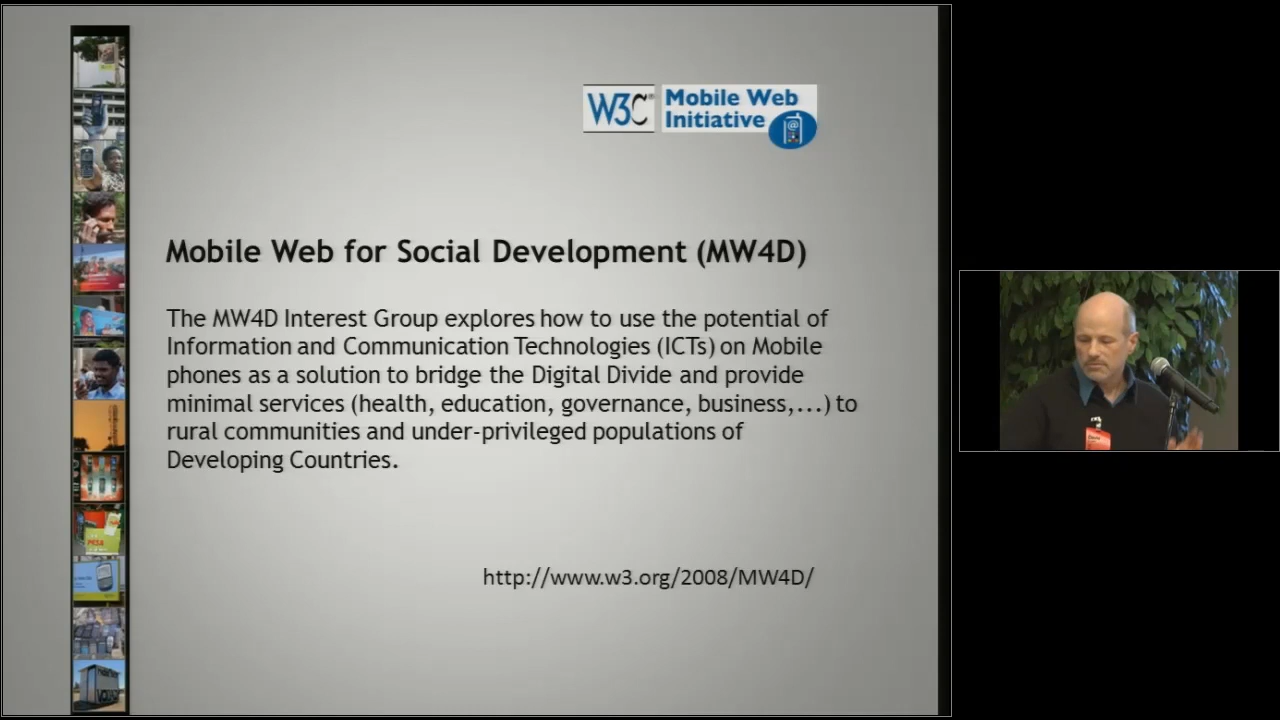 W3C®
Mobile Web
Initiative
Mobile Web for Social Development (MW4D)
The MW4D Interest Group explores how to use the potential of
Information and Communication Technologies (ICTs) on Mobile
phones as a solution to bridge the Digital Divide and provide
minimal services (health, education, governance, business,...) to
rural communities and under-privileged populations of
Developing Countries.
http://www.w3.org/2008/MW4D/